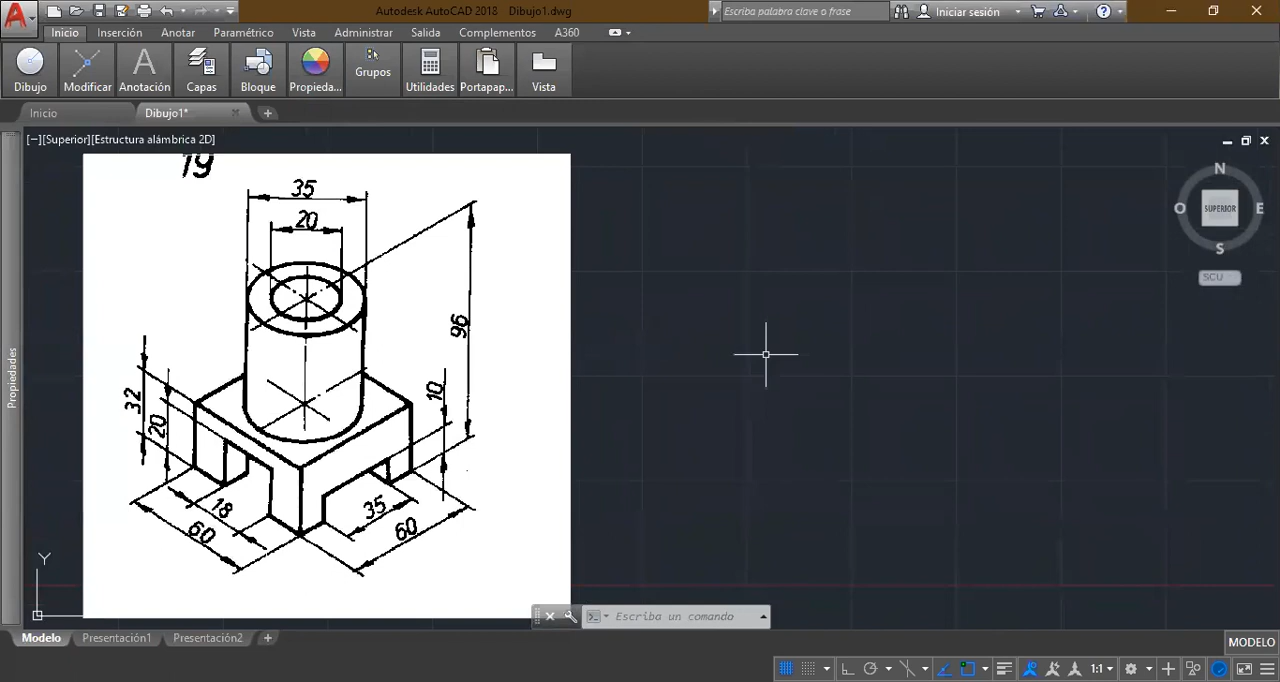 Autodesk AutoCAD 2018 Dibujo1.dwg
Escriba palabra clave o frase
Iniciar sesión
Inicio Inserción Anotar Paramétrico Vista Administrar Salida Complementos A360
Dibujo Modificar Anotación Capas Bloque Propieda... Grupos Utilidades Portapap... Vista
Inicio Dibujo1*
[−][Superior][Estructura alámbrica 2D]
Propiedades
19
35
20
96
32
20
10
18
60
35
60
N
O SUPERIOR E
S
SCU
Y
Escriba un comando
Modelo Presentación1 Presentación2
MODELO
1:1